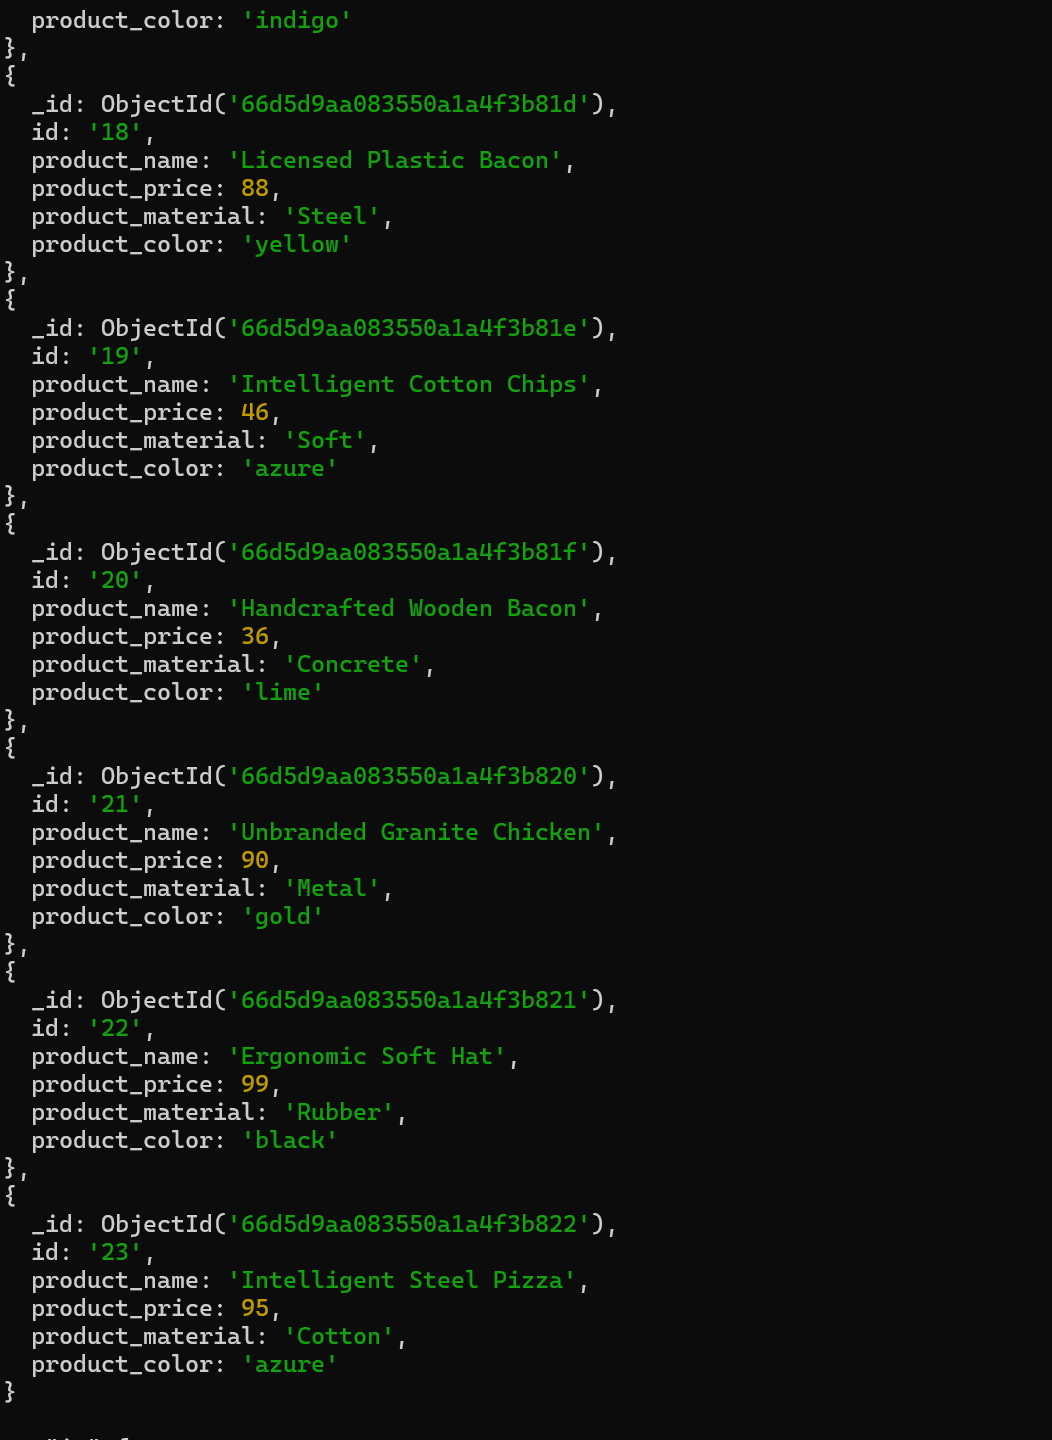 product_color: 'indigo'
},
{
_id: ObjectId('66d5d9aa083550a1a4f3b81d'),
id: '18',
product_name: 'Licensed Plastic Bacon',
product_price: 88,
product_material: 'Steel',
product_color: 'yellow'
},
{
_id: ObjectId('66d5d9aa083550a1a4f3b81e'),
id: '19',
product_name: 'Intelligent Cotton Chips',
product_price: 46,
product_material: 'Soft',
product_color: 'azure'
},
{
_id: ObjectId('66d5d9aa083550a1a4f3b81f'),
id: '20',
product_name: 'Handcrafted Wooden Bacon',
product_price: 36,
product_material: 'Concrete',
product_color: 'lime'
},
{
_id: ObjectId('66d5d9aa083550a1a4f3b820'),
id: '21',
product_name: 'Unbranded Granite Chicken',
product_price: 90,
product_material: 'Metal',
product_color: 'gold'
},
{
_id: ObjectId('66d5d9aa083550a1a4f3b821'),
id: '22',
product_name: 'Ergonomic Soft Hat',
product_price: 99,
product_material: 'Rubber',
product_color: 'black'
},
{
_id: ObjectId('66d5d9aa083550a1a4f3b822'),
id: '23',
product_name: 'Intelligent Steel Pizza',
product_price: 95,
product_material: 'Cotton',
product_color: 'azure'
}